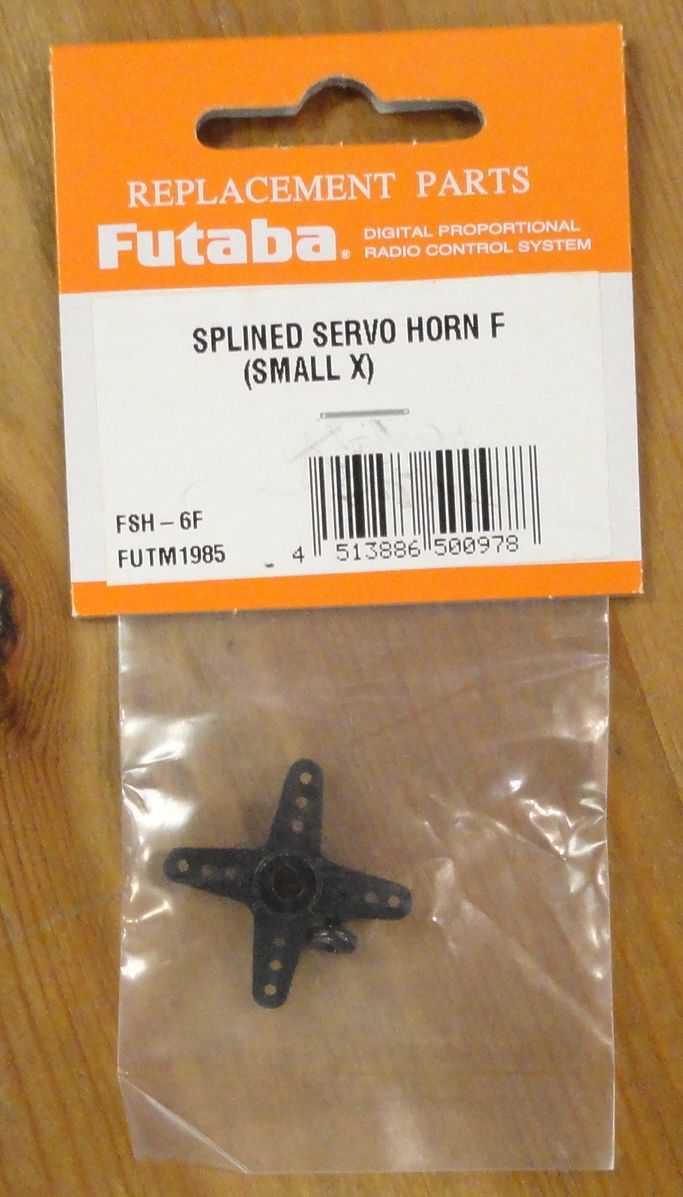 REPLACEMENT PARTS
Futaba® DIGITAL PROPORTIONAL
RADIO CONTROL SYSTEM
SPLINED SERVO HORN F
(SMALL X)
FSH – 6F
FUTM1985
4 513886 500978